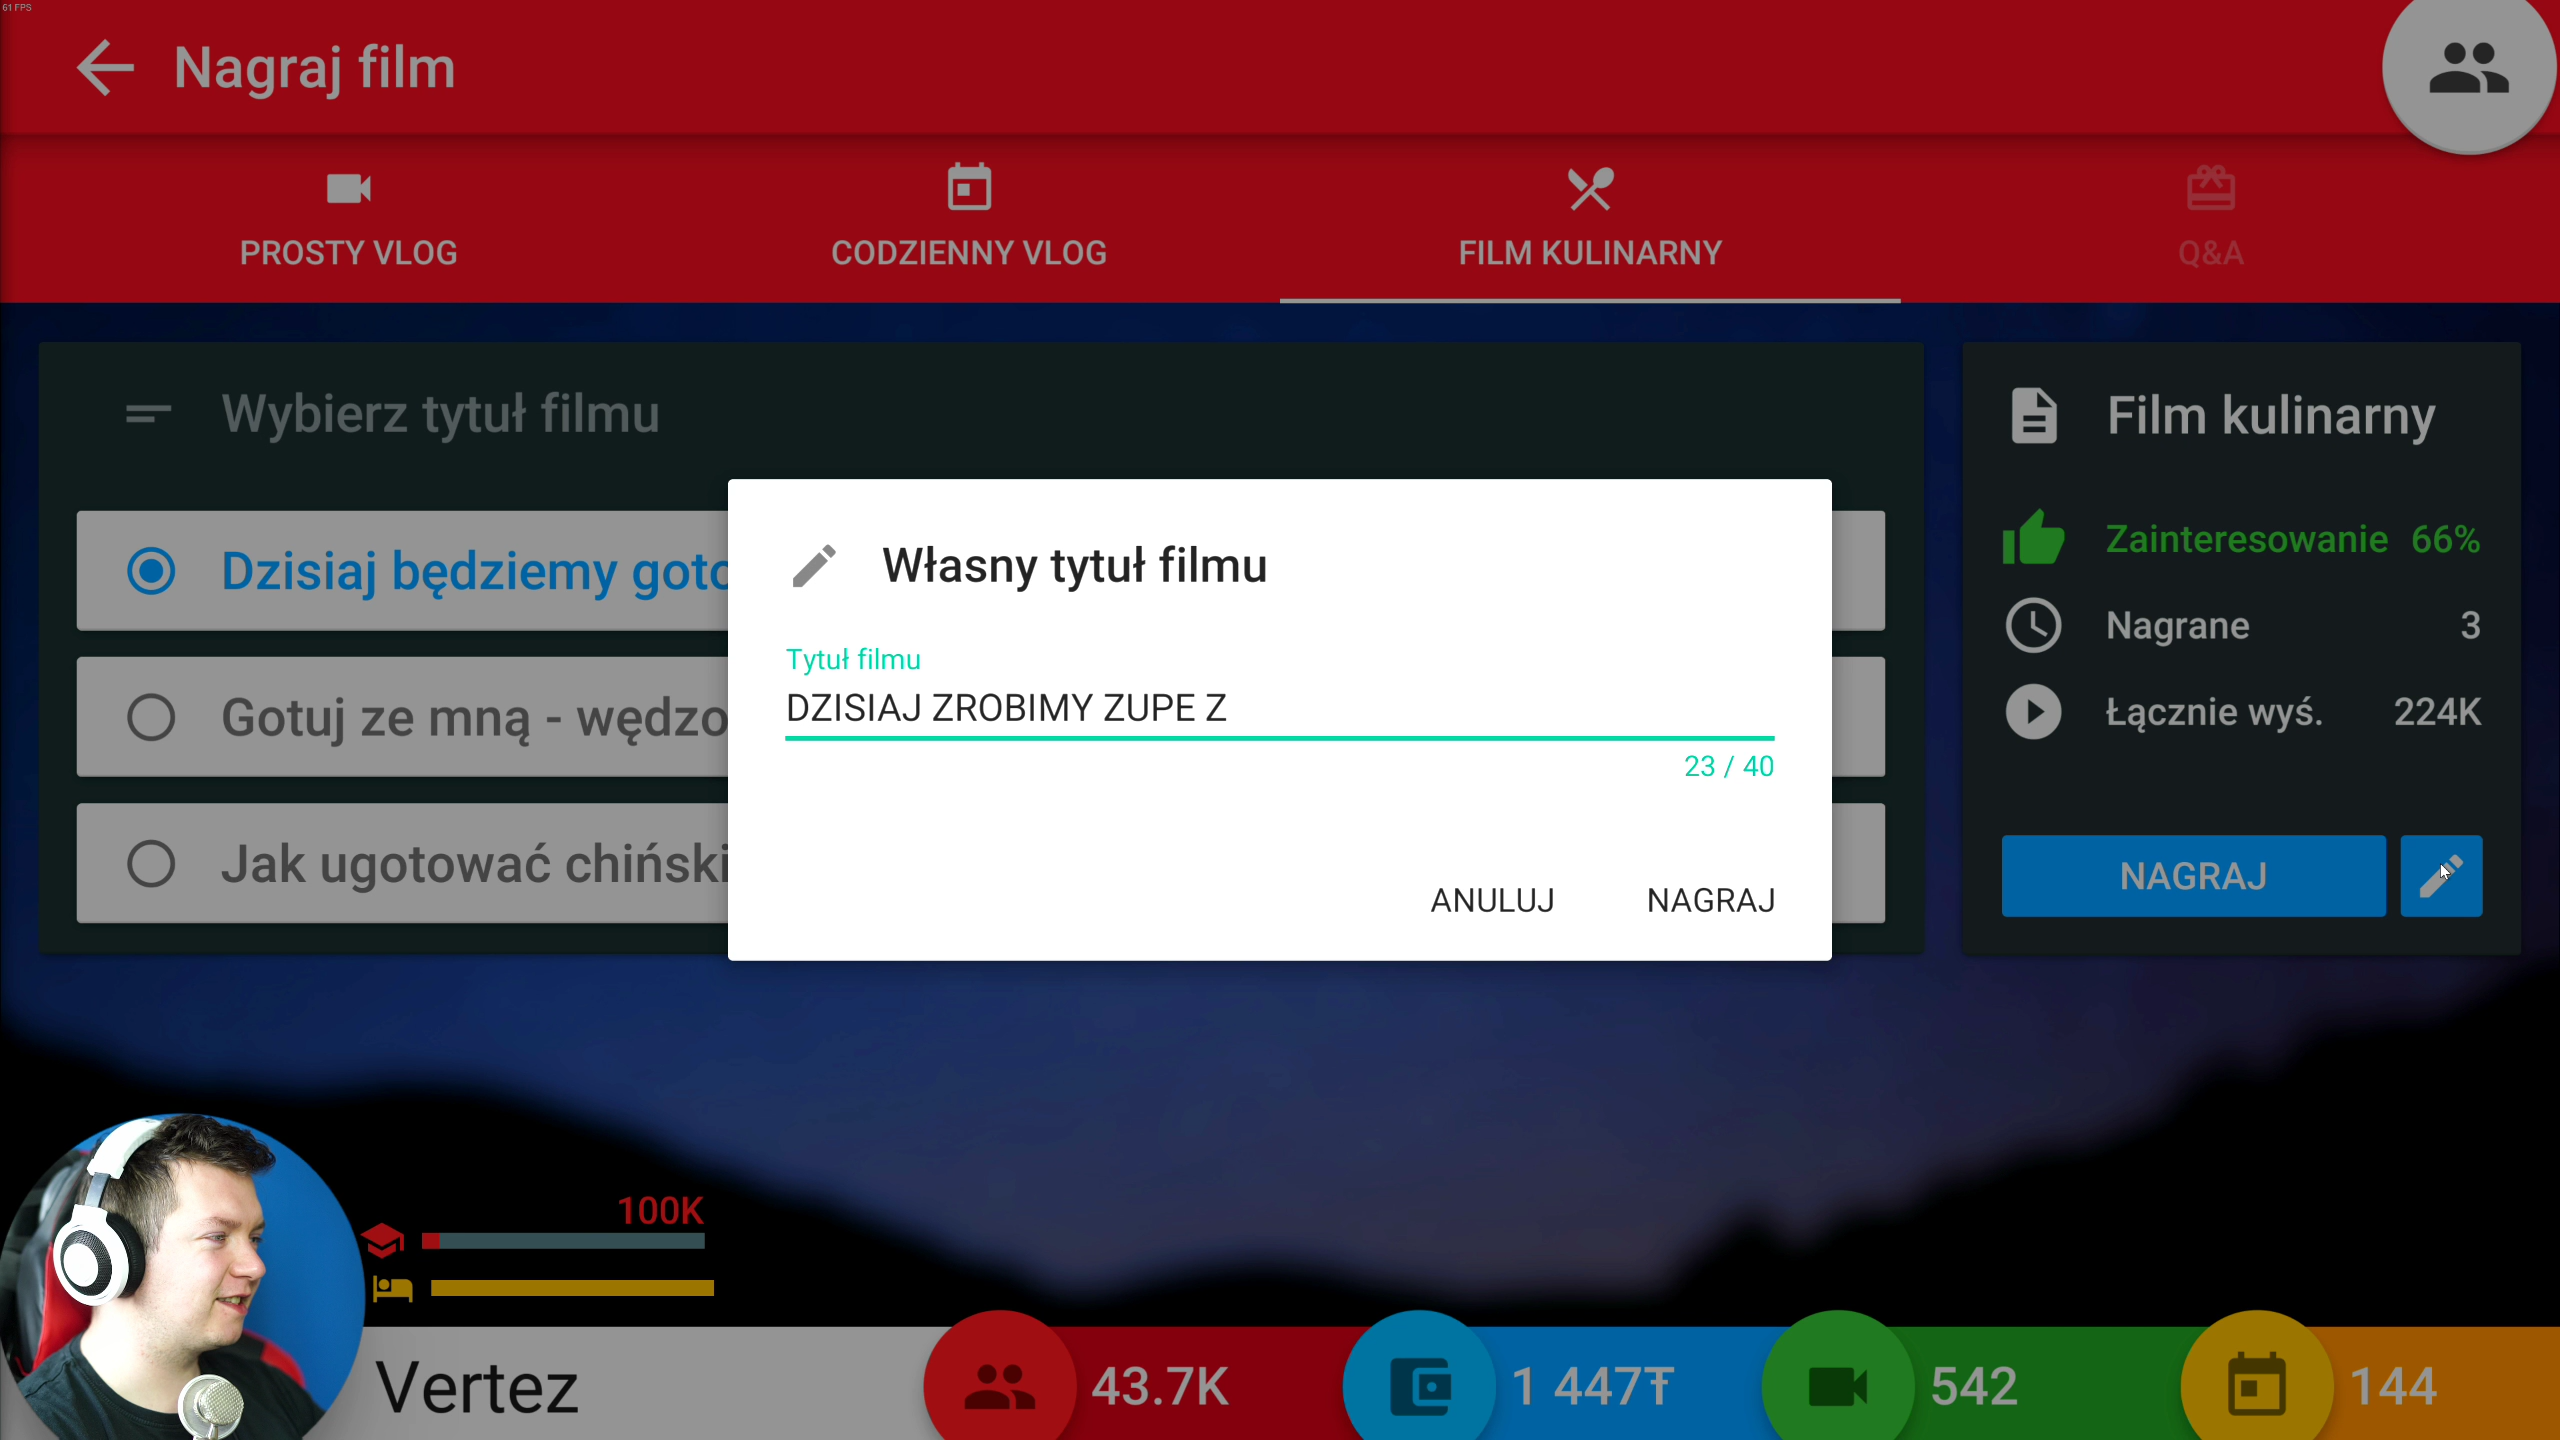 61 FPS
Nagraj film
PROSTY VLOG
CODZIENNY VLOG
FILM KULINARNY
Q&A
Wybierz tytuł filmu
Dzisiaj będziemy goto
Gotuj ze mną - wędzo
Jak ugotować chiński
Własny tytuł filmu
Tytuł filmu
DZISIAJ ZROBIMY ZUPE Z
23 / 40
ANULUJ
NAGRAJ
Film kulinarny
Zainteresowanie 66%
Nagrane 3
Łącznie wyś. 224K
NAGRAJ
100K
Vertez
43.7K
1 447Ŧ
542
144